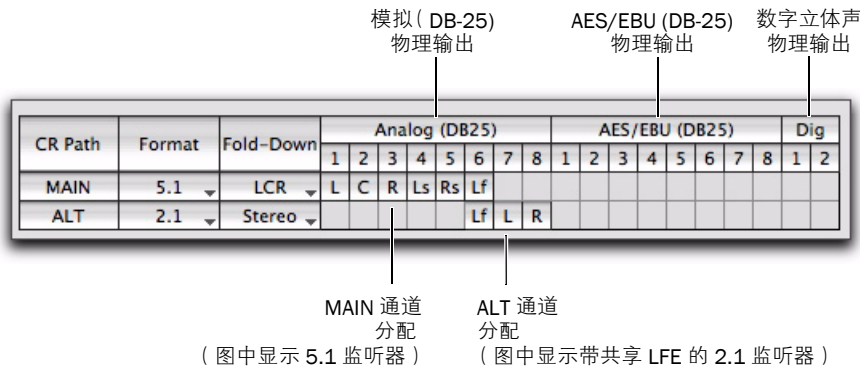 模拟( DB-25) AES/EBU (DB-25) 数字立体声
物理输出 物理输出 物理输出
CR Path Format Fold-Down Analog (DB25) AES/EBU (DB25) Dig
1 2 3 4 5 6 7 8 1 2 3 4 5 6 7 8 1 2
MAIN 5.1 LCR L C R Ls Rs Lf
ALT 2.1 Stereo Lf L R
MAIN 通道
分配
( 图中显示 5.1 监听器 )
ALT 通道
分配
( 图中显示带共享 LFE 的 2.1 监听器 )